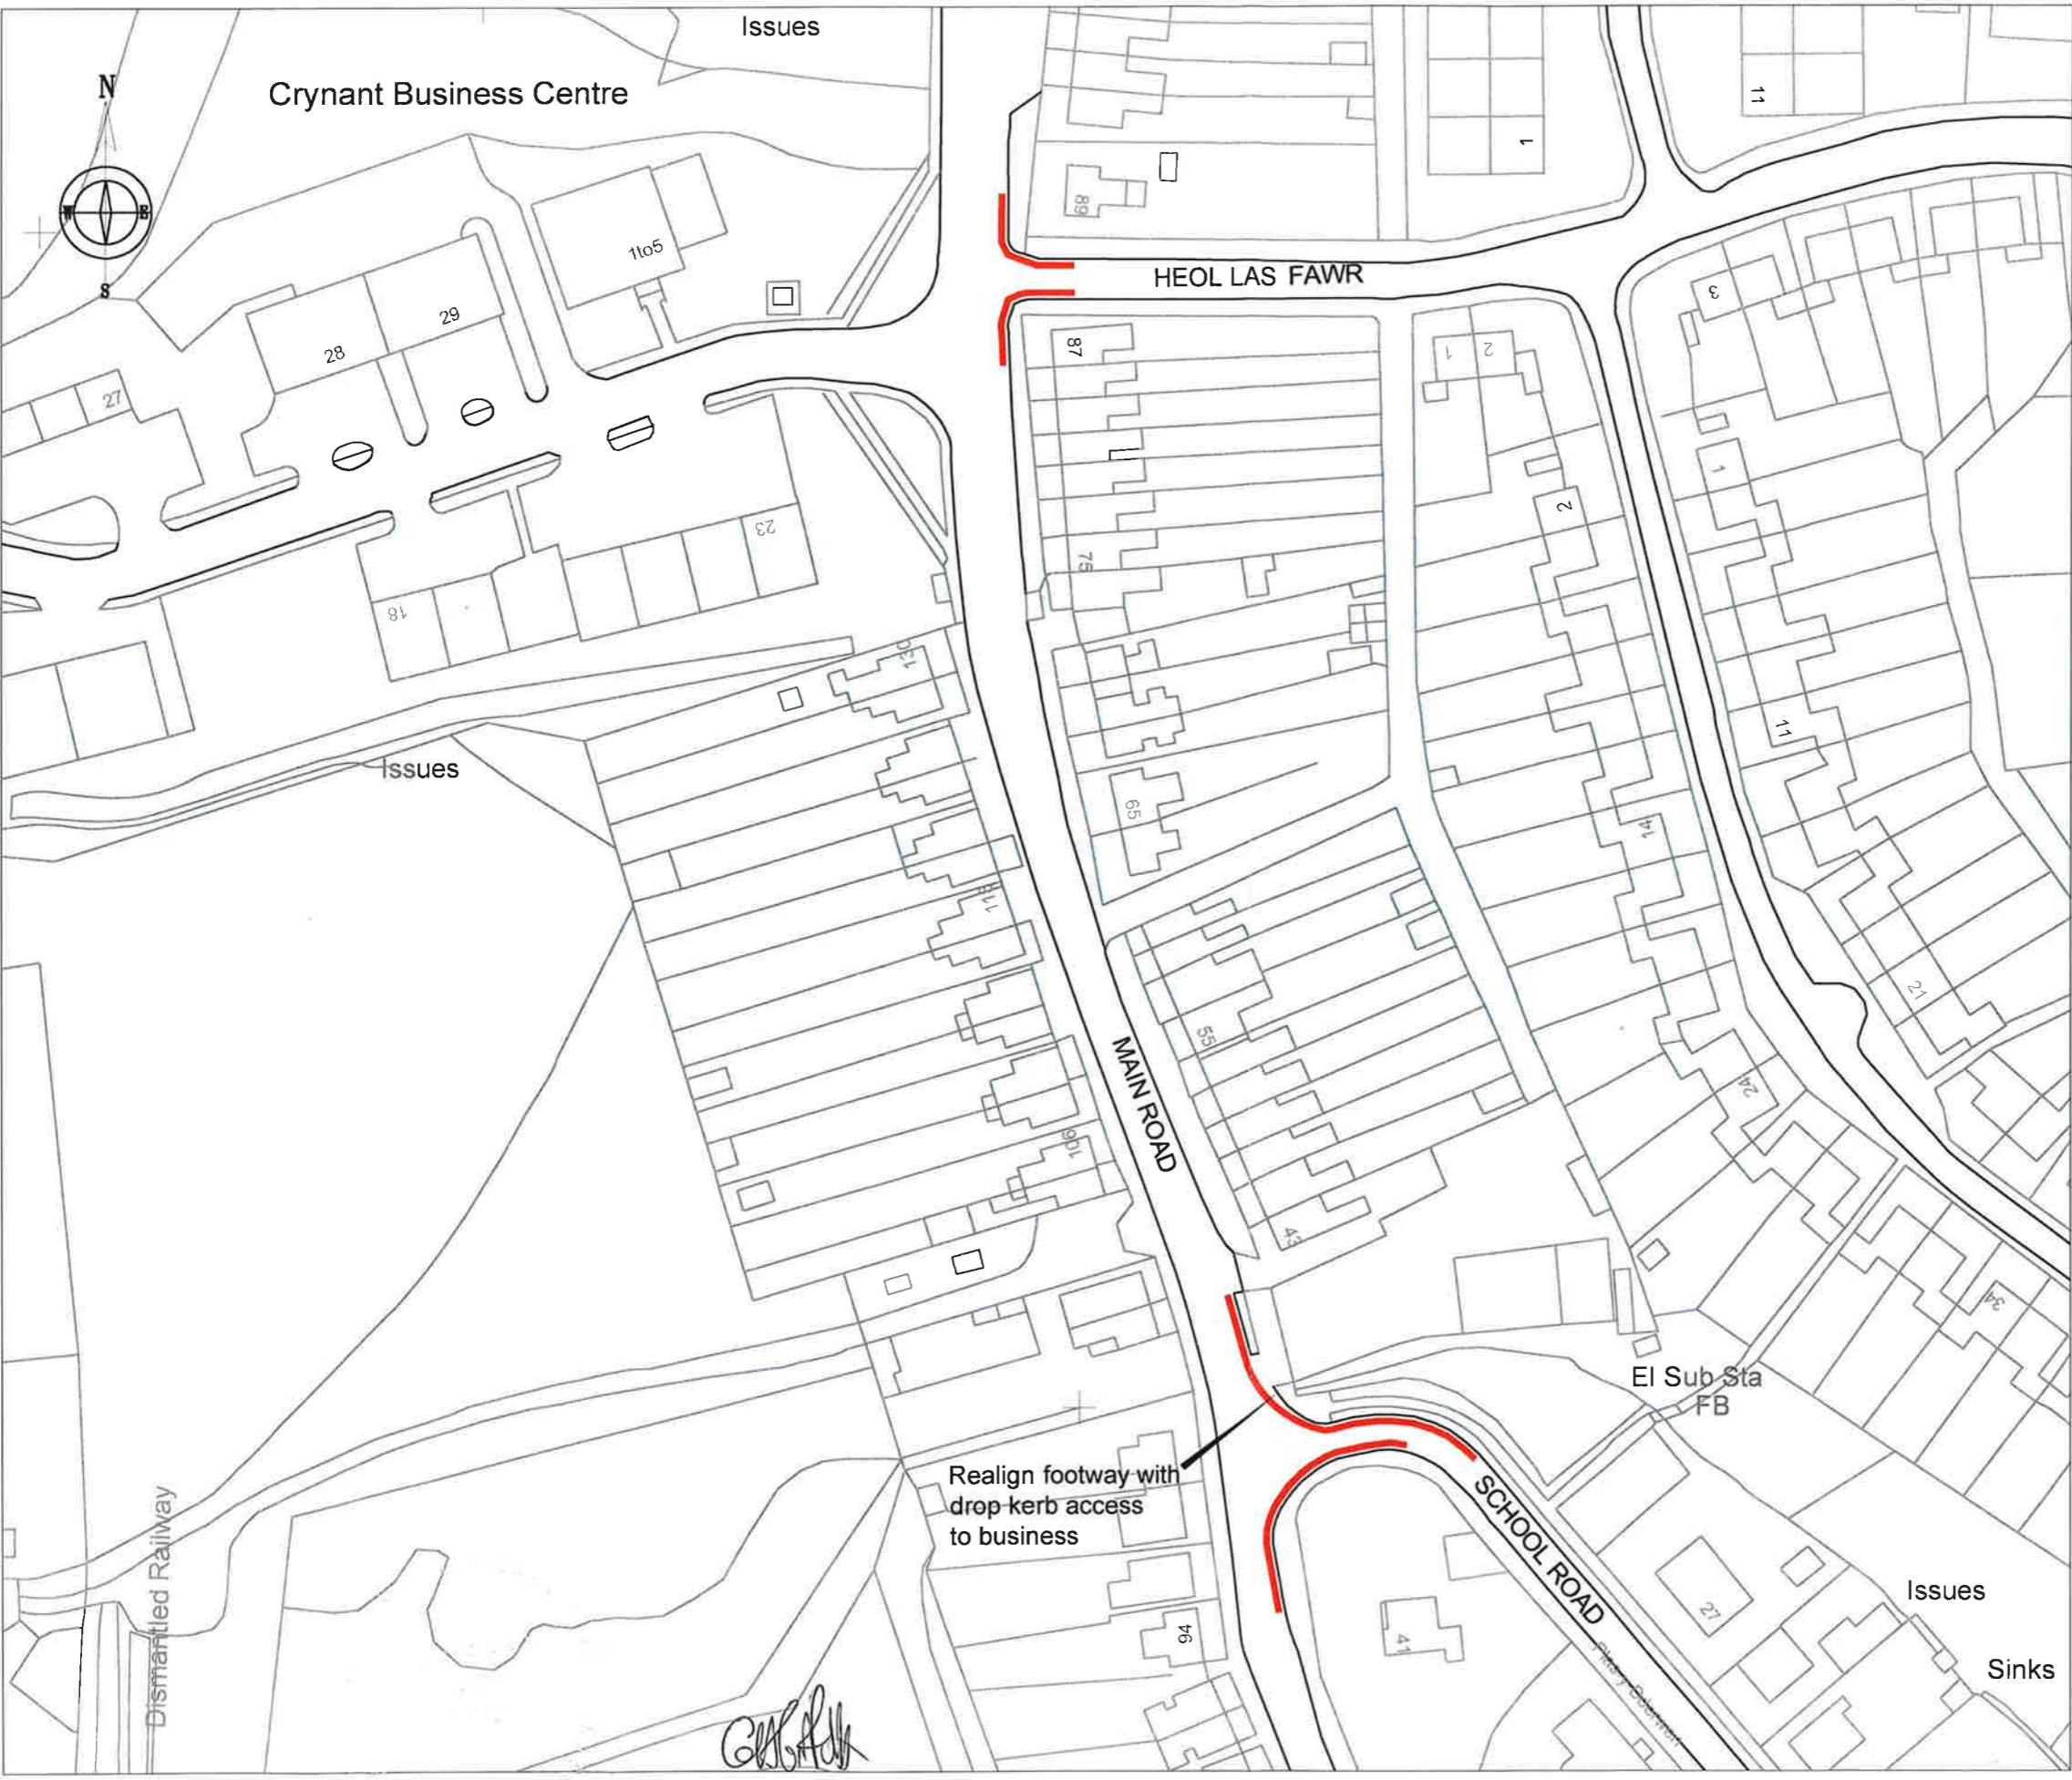 Issues
N
Crynant Business Centre
11
1
W
E
S
89
1to5
HEOL LAS FAWR
3
29
28
87
1
2
27
1
2
23
75
18
130
Issues
11
65
14
118
21
55
MAIN ROAD
24
106
43
34
El Sub Sta
FB
Realign footway with
drop kerb access
to business
SCHOOL ROAD
Dismantled Railway
Issues
27
94
41
Sinks